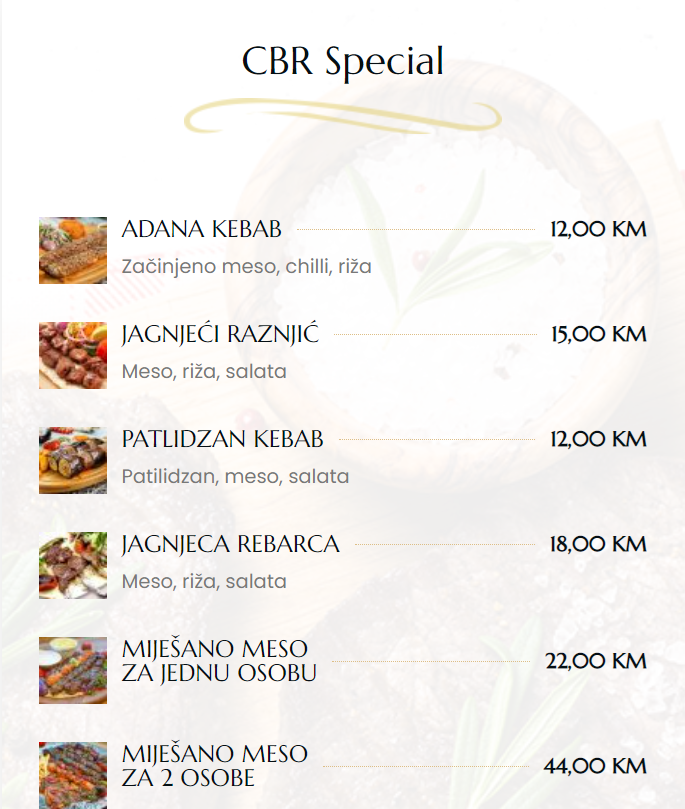 CBR Special
ADANA KEBAB 12,00 KM
Začinjeno meso, chilli, riža
JAGNJEĆI RAZNJIĆ 15,00 KM
Meso, riža, salata
PATLIDZAN KEBAB 12,00 KM
Patilidzan, meso, salata
JAGNJECA REBARCA 18,00 KM
Meso, riža, salata
MIJEŠANO MESO
ZA JEDNU OSOBU 22,00 KM
MIJEŠANO MESO
ZA 2 OSOBE 44,00 KM